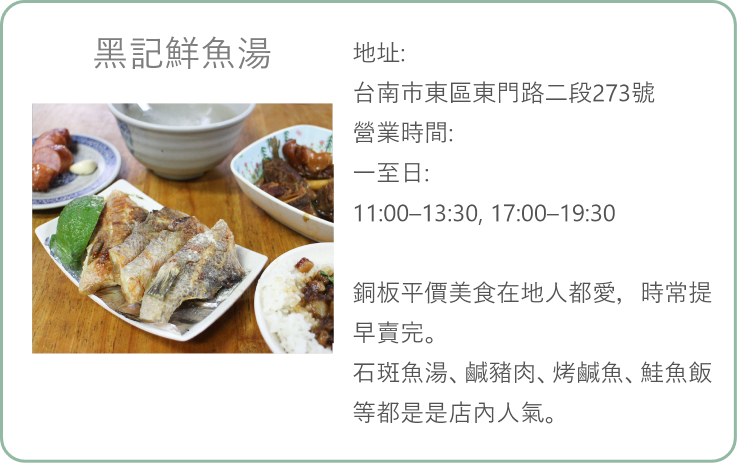 黑記鮮魚湯
地址:
台南市東區東門路二段273號
營業時間:
一至日:
11:00–13:30, 17:00–19:30
銅板平價美食在地人都愛，時常提
早賣完。
石斑魚湯、鹹豬肉、烤鹹魚、鮭魚飯
等都是是店內人氣。